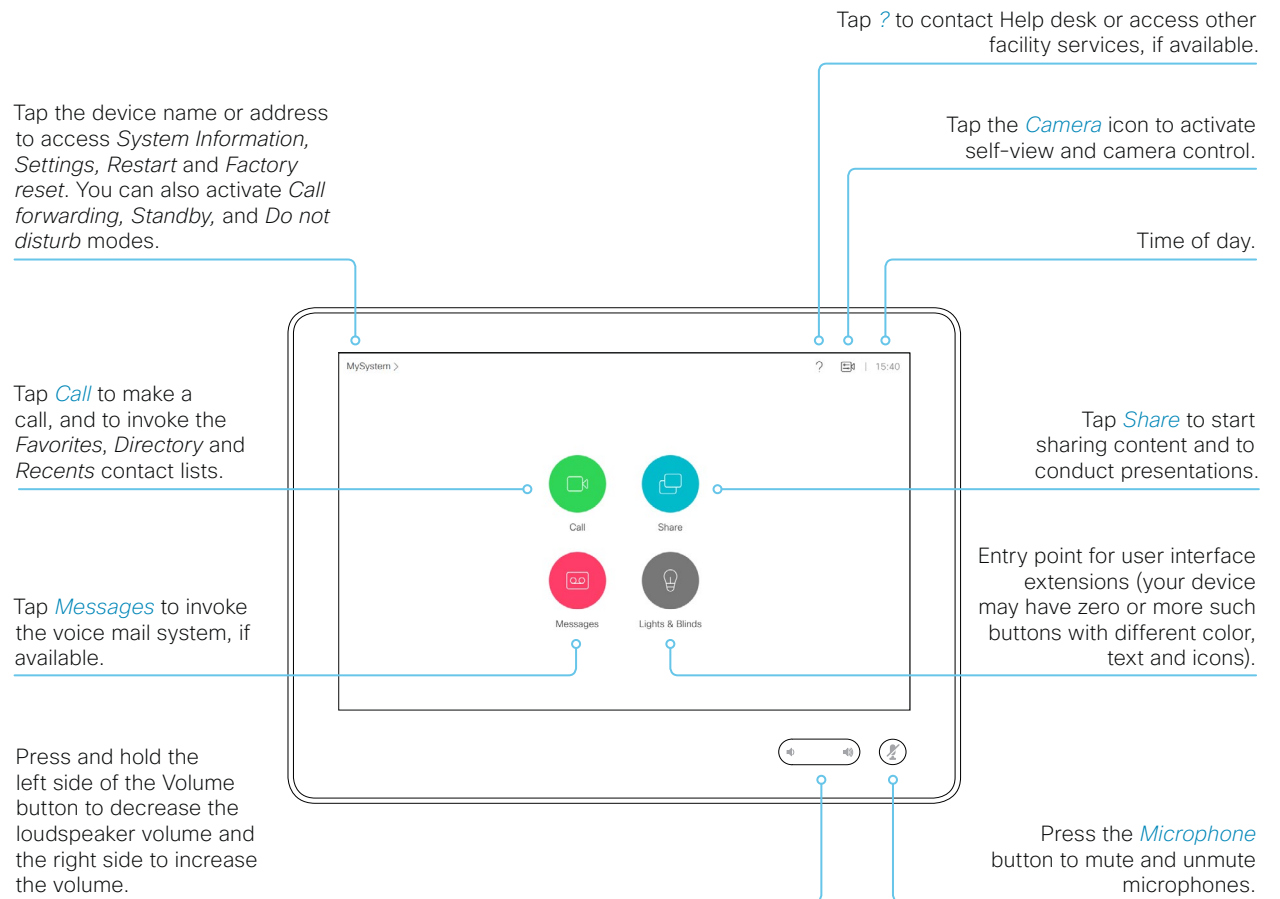 Tap ? to contact Help desk or access other
facility services, if available.
Tap the device name or address
to access System Information,
Settings, Restart and Factory
reset. You can also activate Call
forwarding, Standby, and Do not
disturb modes.
Tap the Camera icon to activate
self-view and camera control.
Time of day.
MySystem >
? | 15:40
Tap Call to make a
call, and to invoke the
Favorites, Directory and
Recents contact lists.
Tap Share to start
sharing content and to
conduct presentations.
Call
Share
Tap Messages to invoke
the voice mail system, if
available.
Messages
Lights & Blinds
Entry point for user interface
extensions (your device
may have zero or more such
buttons with different color,
text and icons).
Press and hold the
left side of the Volume
button to decrease the
loudspeaker volume and
the right side to increase
the volume.
Press the Microphone
button to mute and unmute
microphones.